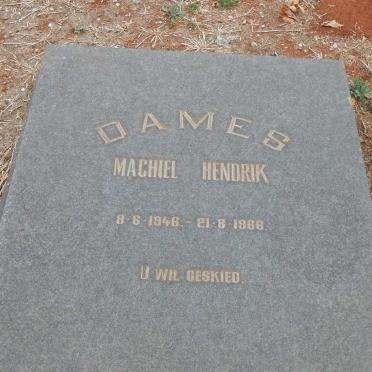 DAMES
MACHIEL HENDRIK
8-6-1946.- 21-8-1966.
U WIL GESKIED.